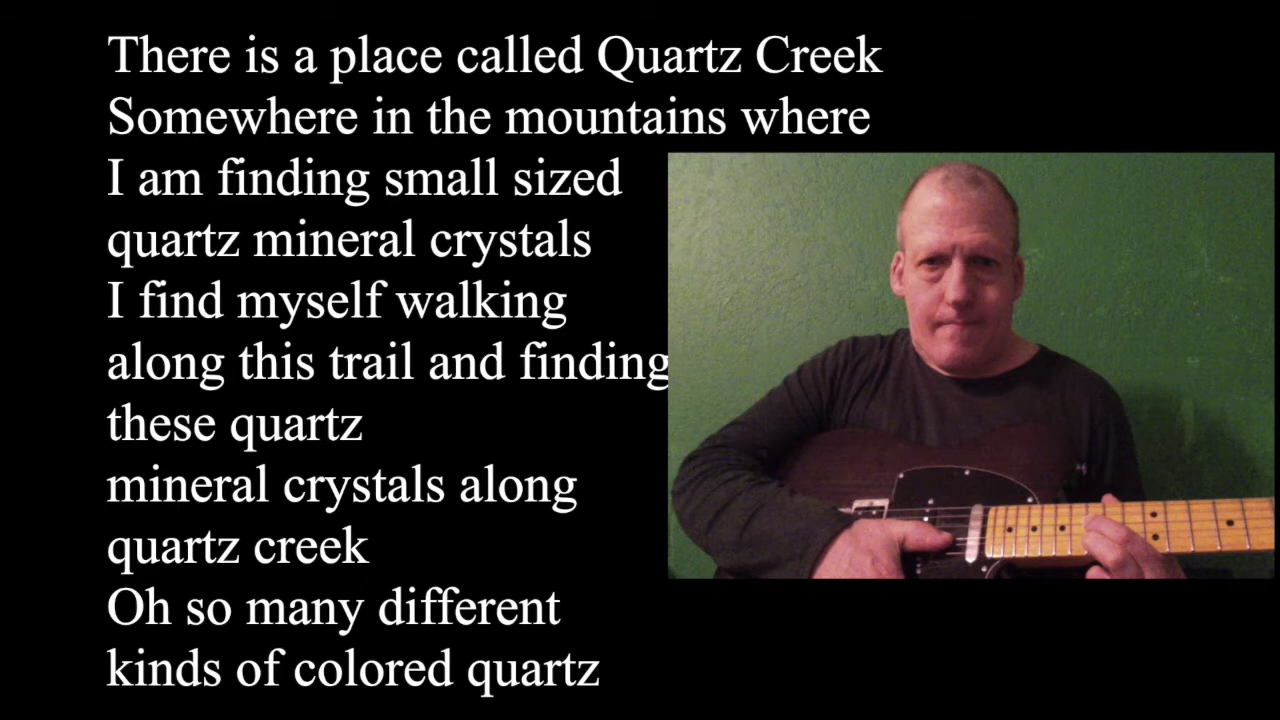 There is a place called Quartz Creek
Somewhere in the mountains where
I am finding small sized
quartz mineral crystals
I find myself walking
along this trail and finding
these quartz
mineral crystals along
quartz creek
Oh so many different
kinds of colored quartz